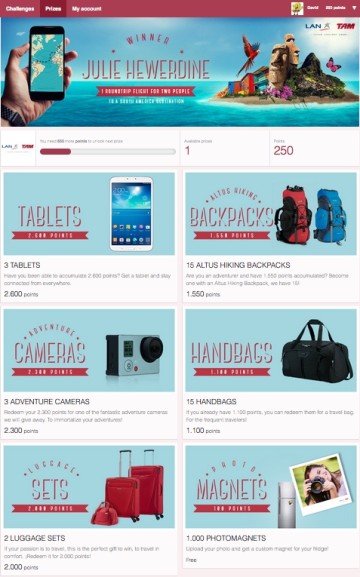 Challenges Prizes My account David 250 points
LAN TAM
WINNER
JULIE HEWERDINE
1 ROUNDTRIP FLIGHT FOR TWO PEOPLE
TO A SOUTH AMERICAN DESTINATION
LAN TAM
You need 850 more points to unlock next prize
Available prizes
1
Points
250
TABLETS
2.600 POINTS
3 TABLETS
Have you been able to accumulate 2.600 points? Get a tablet and stay
connected from everywhere.
2.600 points
ALTUS HIKING
BACKPACKS
1.550 POINTS
15 ALTUS HIKING BACKPACKS
Are you an adventurer and have 1.550 points accumulated? Become
one with an Altus Hiking Backpack, we have 15!
1.550 points
ADVENTURE
CAMERAS
2.300 POINTS
3 ADVENTURE CAMERAS
Redeem your 2.300 points for one of the fantastic adventure cameras
we will give away. To immortalize your adventures!
2.300 points
HANDBAGS
1.100 POINTS
15 HANDBAGS
If you already have 1.100 points, you can redeem them for a travel bag.
For the frequent travelers!
1.100 points
LUGGAGE
SETS
2.000 POINTS
2 LUGGAGE SETS
If your passion is to travel, this is the perfect gift to win, to travel in
comfort. ¡Redeem it for 2.000 points!
2.000 points
PHOTO
MAGNETS
100 POINTS
1.000 PHOTOMAGNETS
Upload your photo and get a custom magnet for your fridge!
Free